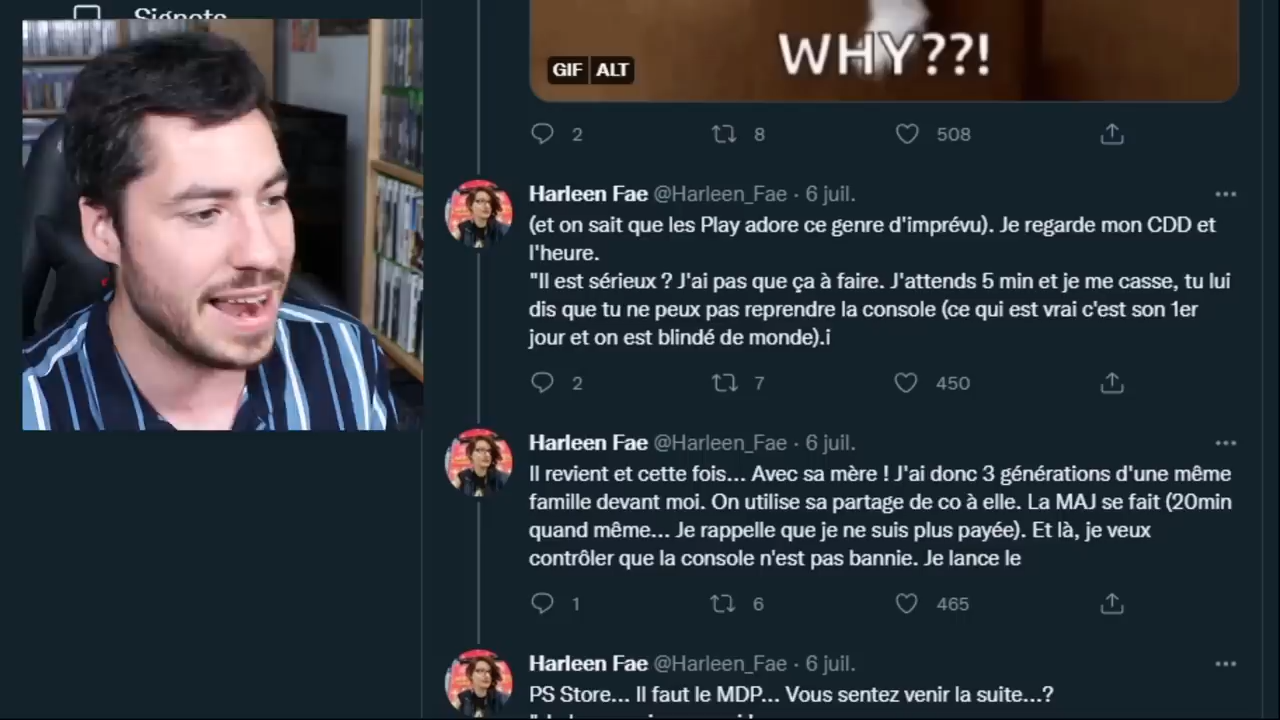 Signets
WHY??!
GIF ALT
2 8 508
Harleen Fae @Harleen_Fae · 6 juil.
(et on sait que les Play adore ce genre d'imprévu). Je regarde mon CDD et
l'heure.
"Il est sérieux ? J'ai pas que ça à faire. J'attends 5 min et je me casse, tu lui
dis que tu ne peux pas reprendre la console (ce qui est vrai c'est son 1er
jour et on est blindé de monde).i
2 7 450
Harleen Fae @Harleen_Fae · 6 juil.
Il revient et cette fois... Avec sa mère ! J'ai donc 3 générations d'une même
famille devant moi. On utilise sa partage de co à elle. La MAJ se fait (20min
quand même... Je rappelle que je ne suis plus payée). Et là, je veux
contrôler que la console n'est pas bannie. Je lance le
1 6 465
Harleen Fae @Harleen_Fae · 6 juil.
PS Store... Il faut le MDP... Vous sentez venir la suite...?